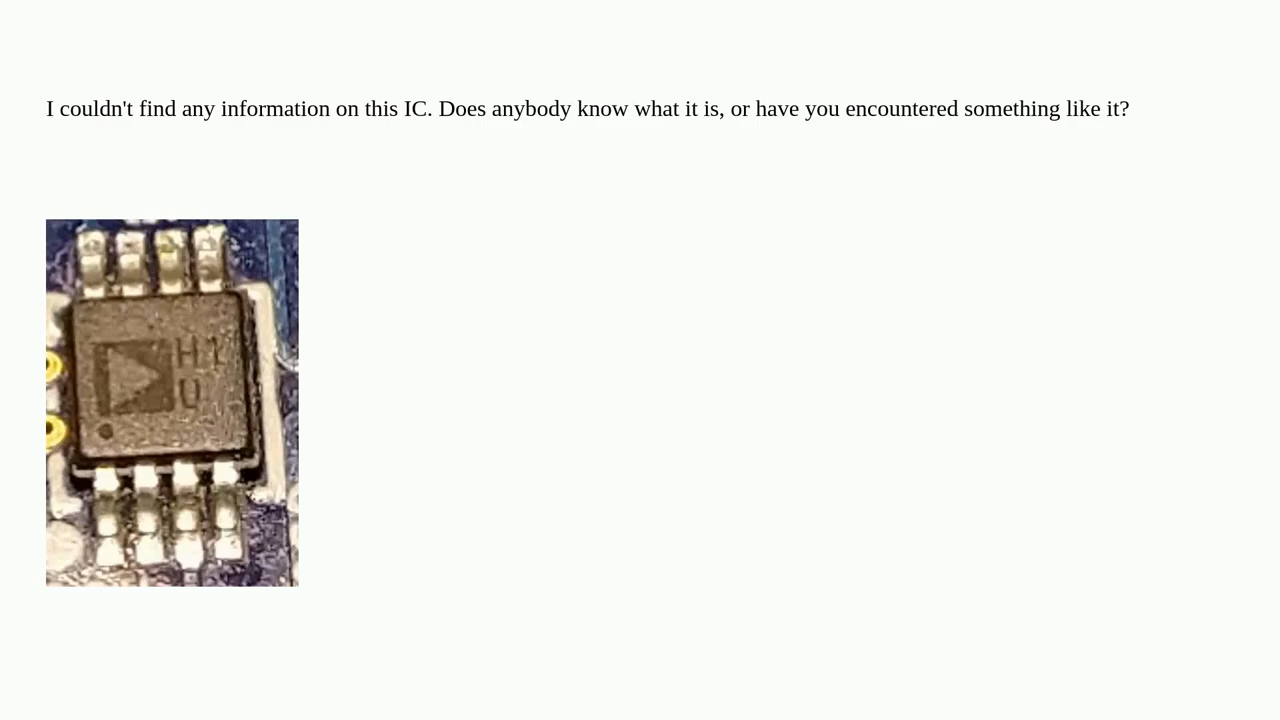 I couldn't find any information on this IC. Does anybody know what it is, or have you encountered something like it?
H1
U